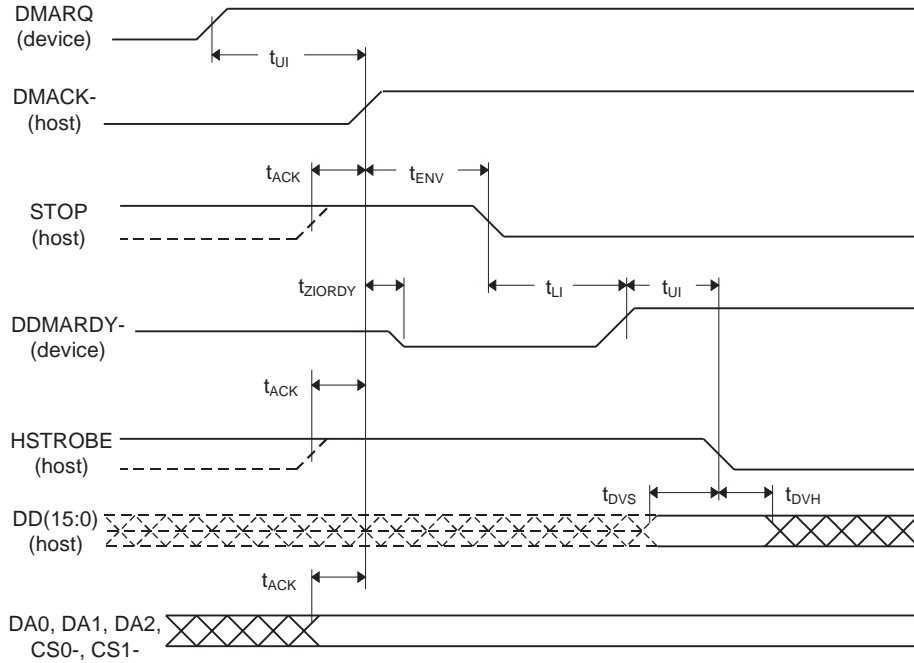 DMARQ
(device)
tUI
DMACK-
(host)
tACK
tENV
STOP
(host)
tZIORDY
tLI
tUI
DDMARDY-
(device)
tACK
HSTROBE
(host)
tDVS
tDVH
DD(15:0)
(host)
tACK
DA0, DA1, DA2,
CS0-, CS1-